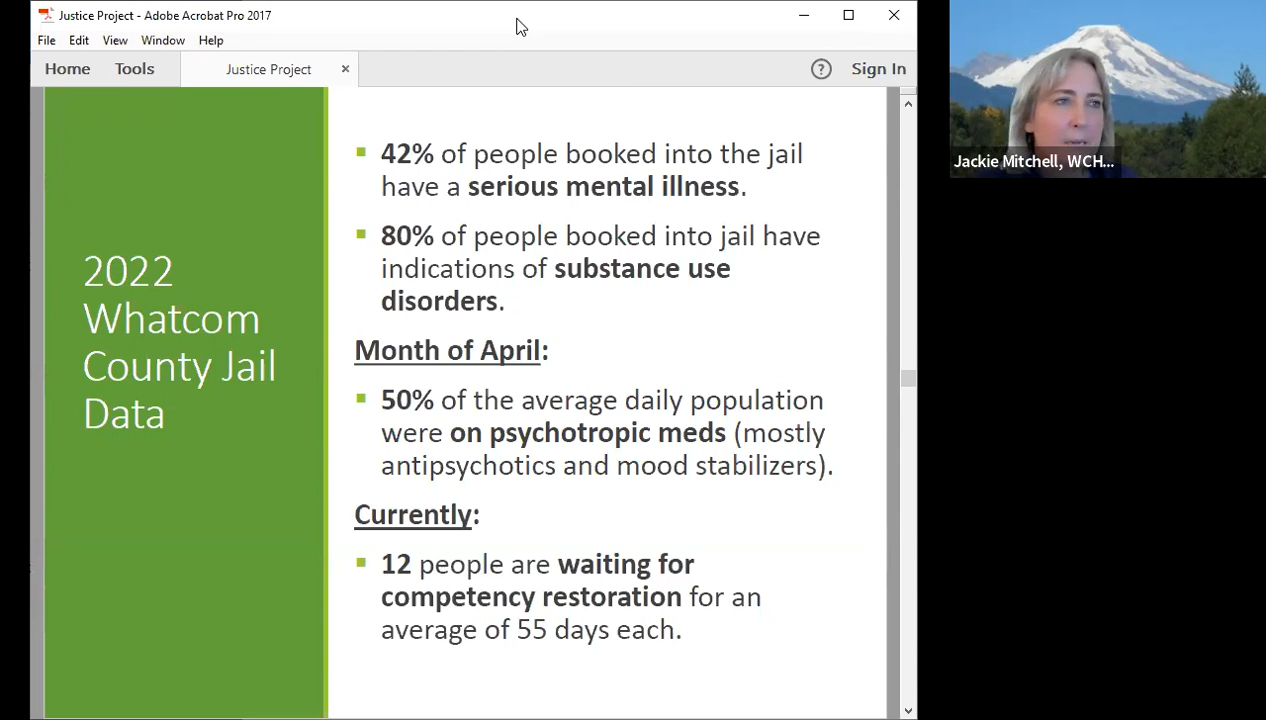 Justice Project - Adobe Acrobat Pro 2017
File Edit View Window Help
Home Tools Justice Project × ? Sign In
2022
Whatcom
County Jail
Data
42% of people booked into the jail
have a serious mental illness.
80% of people booked into jail have
indications of substance use
disorders.
Month of April:
50% of the average daily population
were on psychotropic meds (mostly
antipsychotics and mood stabilizers).
Currently:
12 people are waiting for
competency restoration for an
average of 55 days each.
Jackie Mitchell, WCH...